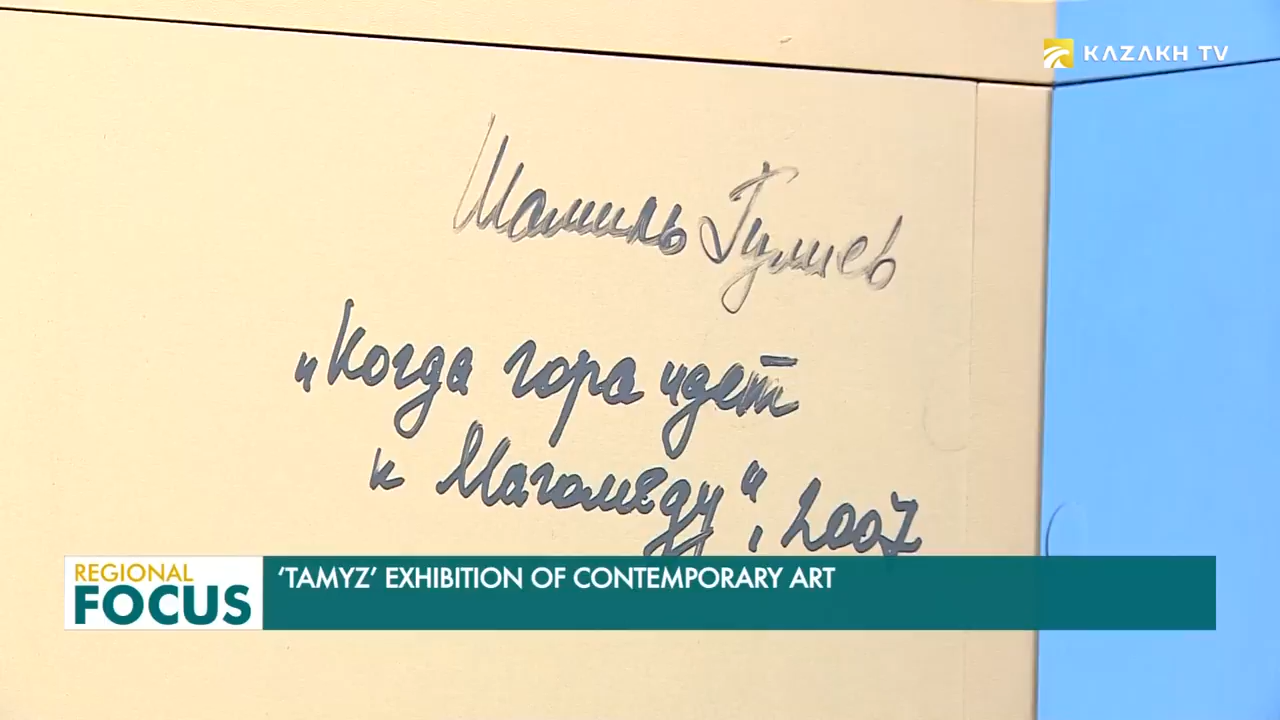 KAZAKH TV
Шамиль Гулиев
„Когда гора идет
к Магомеду“, 2007
REGIONAL
FOCUS
‘TAMYZ’ EXHIBITION OF CONTEMPORARY ART